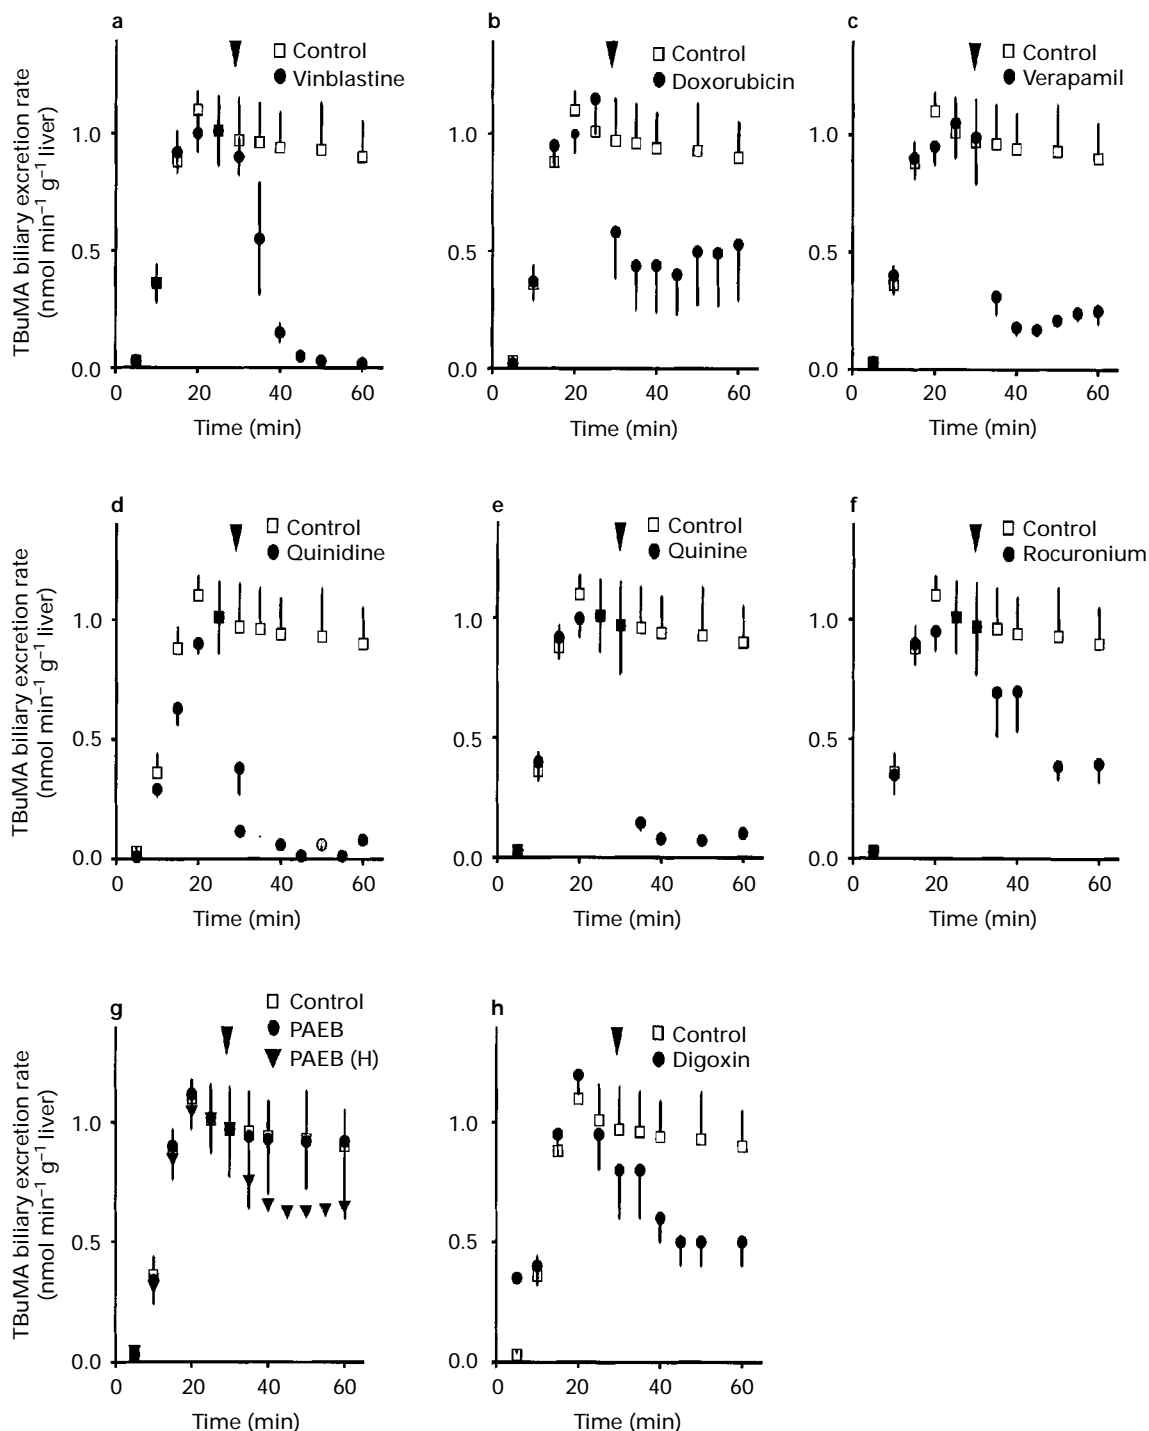 a
Control
Vinblastine
TBuMA biliary excretion rate
(nmol min⁻¹ g⁻¹ liver)
1.0
0.5
0.0
0 20 40 60
Time (min)
b
Control
Doxorubicin
1.0
0.5
0.0
0 20 40 60
Time (min)
c
Control
Verapamil
1.0
0.5
0.0
0 20 40 60
Time (min)
d
Control
Quinidine
TBuMA biliary excretion rate
(nmol min⁻¹ g⁻¹ liver)
1.0
0.5
0.0
0 20 40 60
Time (min)
e
Control
Quinine
1.0
0.5
0.0
0 20 40 60
Time (min)
f
Control
Rocuronium
1.0
0.5
0.0
0 20 40 60
Time (min)
g
Control
PAEB
PAEB (H)
TBuMA biliary excretion rate
(nmol min⁻¹ g⁻¹ liver)
1.0
0.5
0.0
0 20 40 60
Time (min)
h
Control
Digoxin
1.0
0.5
0.0
0 20 40 60
Time (min)